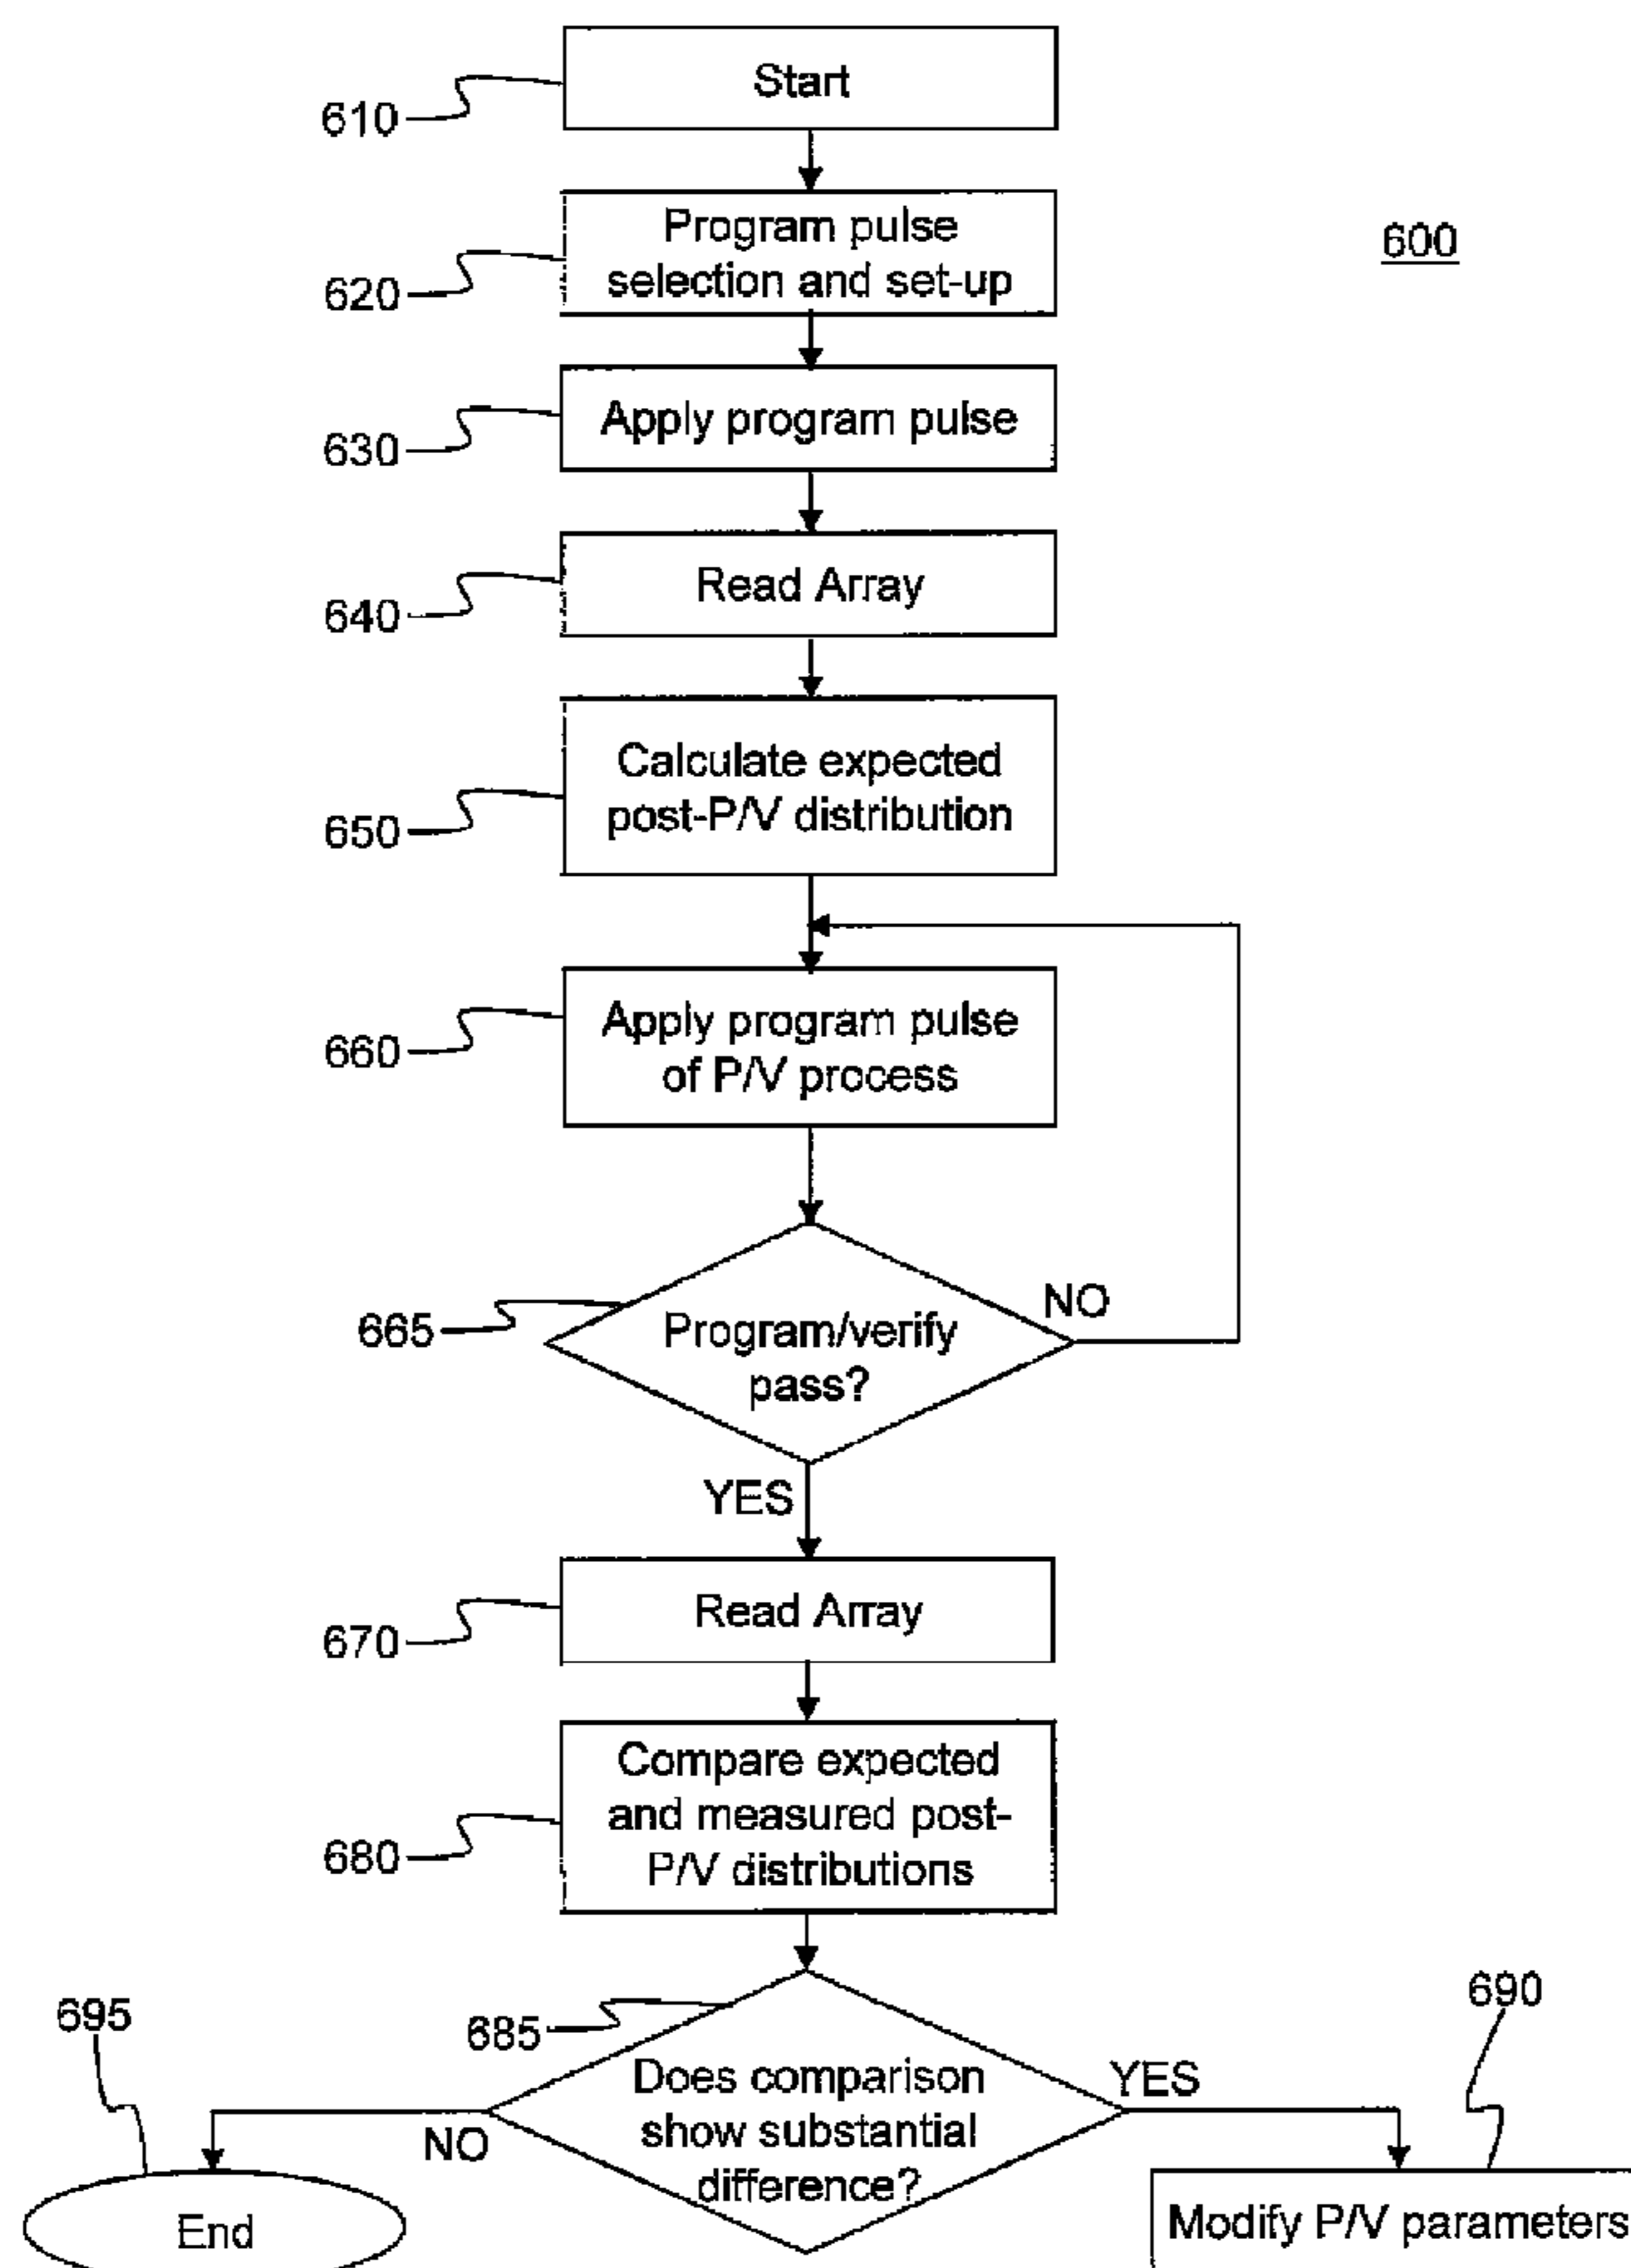 Start
610
Program pulse
selection and set-up
620
600
Apply program pulse
630
Read Array
640
Calculate expected
post-P/V distribution
650
Apply program pulse
of P/V process
660
NO
Program/verify
pass?
665
YES
Read Array
670
Compare expected
and measured post-
P/V distributions
680
690
695
685
Does comparison
show substantial
difference?
YES
NO
End
Modify P/V parameters